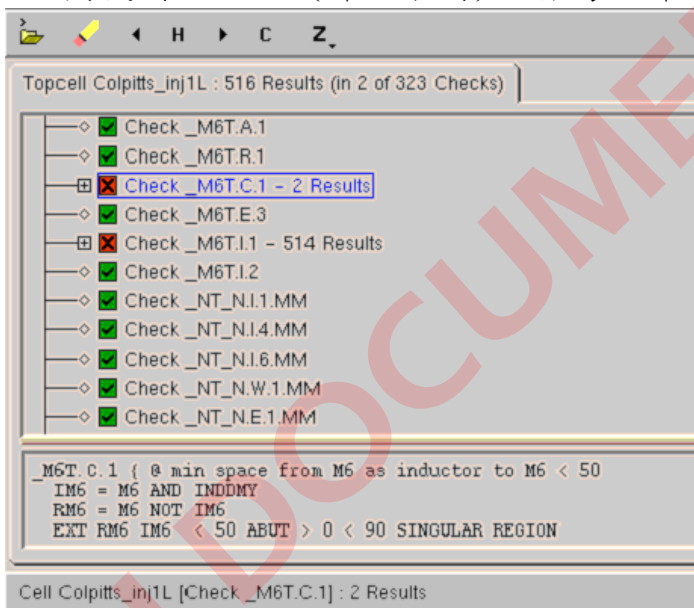 H C Z
Topcell Colpitts_inj1L : 516 Results (in 2 of 323 Checks)
Check _M6T.A.1
Check _M6T.R.1
Check _M6T.C.1 - 2 Results
Check _M6T.E.3
Check _M6T.I.1 - 514 Results
Check _M6T.I.2
Check _NT_N.I.1.MM
Check _NT_N.I.4.MM
Check _NT_N.I.6.MM
Check _NT_N.W.1.MM
Check _NT_N.E.1.MM
_M6T.C.1 { @ min space from M6 as inductor to M6 < 50
IM6 = M6 AND INDDMY
RM6 = M6 NOT IM6
EXT RM6 IM6 < 50 ABUT > 0 < 90 SINGULAR REGION
Cell Colpitts_inj1L [Check _M6T.C.1] : 2 Results
DOCUME